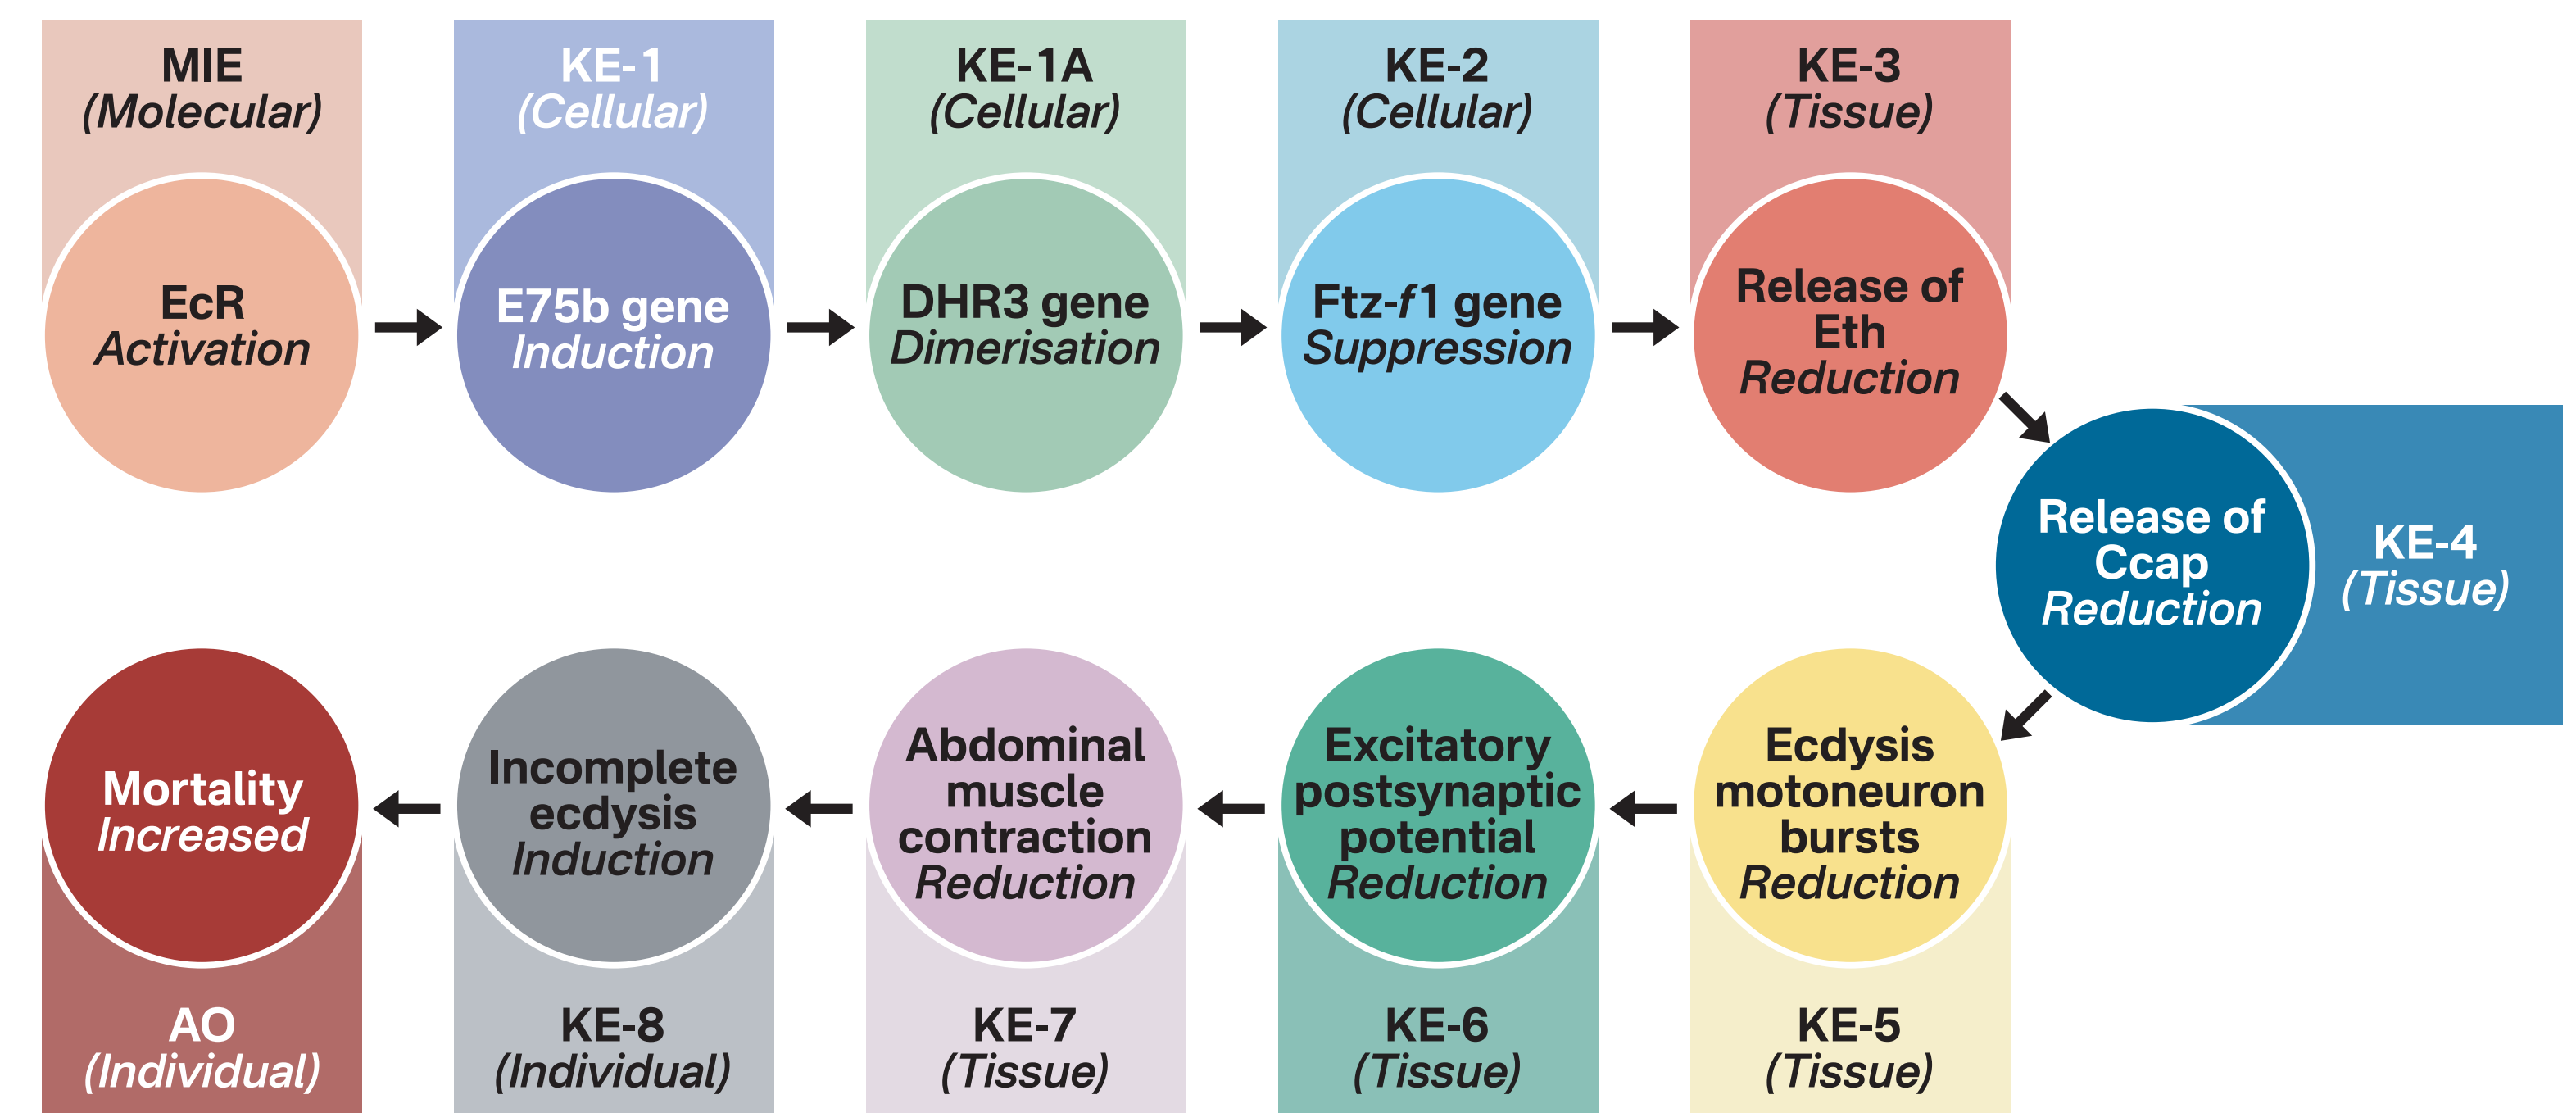 MIE
(Molecular)
EcR
Activation
KE-1
(Cellular)
E75b gene
Induction
KE-1A
(Cellular)
DHR3 gene
Dimerisation
KE-2
(Cellular)
Ftz-f1 gene
Suppression
KE-3
(Tissue)
Release of
Eth
Reduction
Release of
Ccap
Reduction
KE-4
(Tissue)
Ecdysis
motoneuron
bursts
Reduction
KE-5
(Tissue)
Excitatory
postsynaptic
potential
Reduction
KE-6
(Tissue)
Abdominal
muscle
contraction
Reduction
KE-7
(Tissue)
Incomplete
ecdysis
Induction
KE-8
(Individual)
Mortality
Increased
AO
(Individual)